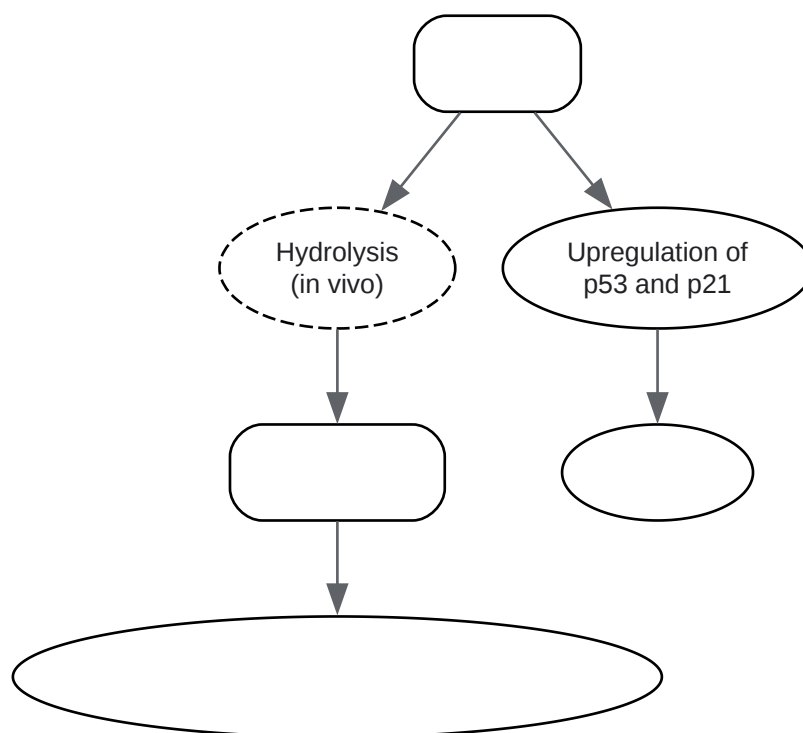 Hydrolysis
(in vivo)
Upregulation of
p53 and p21